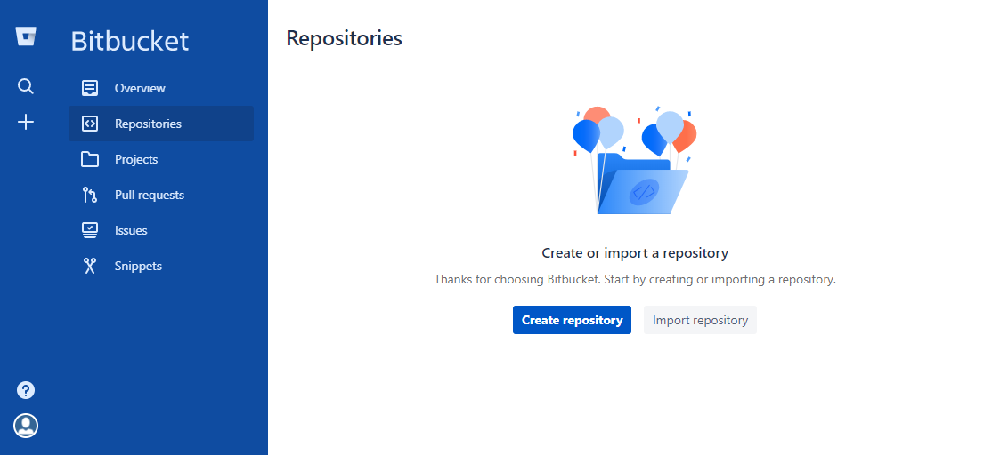 Bitbucket
Overview
Repositories
Projects
Pull requests
Issues
Snippets
Repositories
Create or import a repository
Thanks for choosing Bitbucket. Start by creating or importing a repository.
Create repository
Import repository